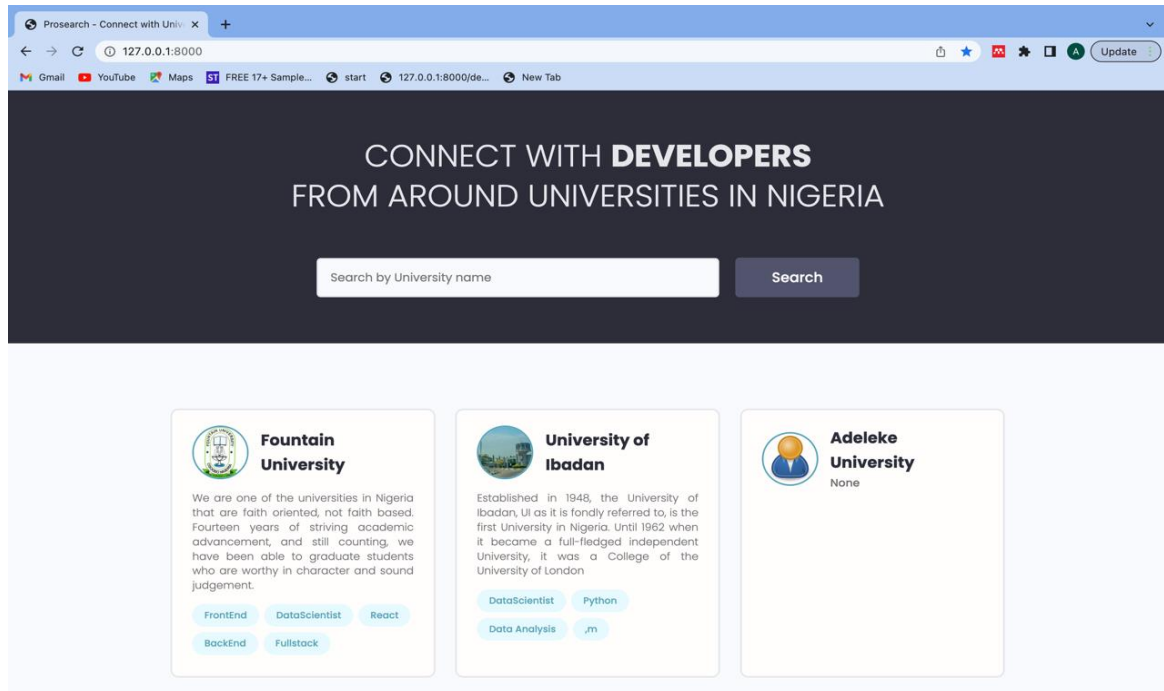 Prosearch - Connect with Univ
127.0.0.1:8000
A
Update
Gmail
YouTube
Maps
ST
FREE 17+ Sample...
start
127.0.0.1:8000/de...
New Tab
CONNECT WITH DEVELOPERS
FROM AROUND UNIVERSITIES IN NIGERIA
Search by University name
Search
Fountain
University
We are one of the universities in Nigeria
that are faith oriented, not faith based.
Fourteen years of striving academic
advancement, and still counting, we
have been able to graduate students
who are worthy in character and sound
judgement.
FrontEnd
DataScientist
React
BackEnd
Fullstack
University of
Ibadan
Established in 1948, the University of
Ibadan, UI as it is fondly referred to, is the
first University in Nigeria. Until 1962 when
it became a full-fledged independent
University, it was a College of the
University of London
DataScientist
Python
Data Analysis
,m
Adeleke
University
None